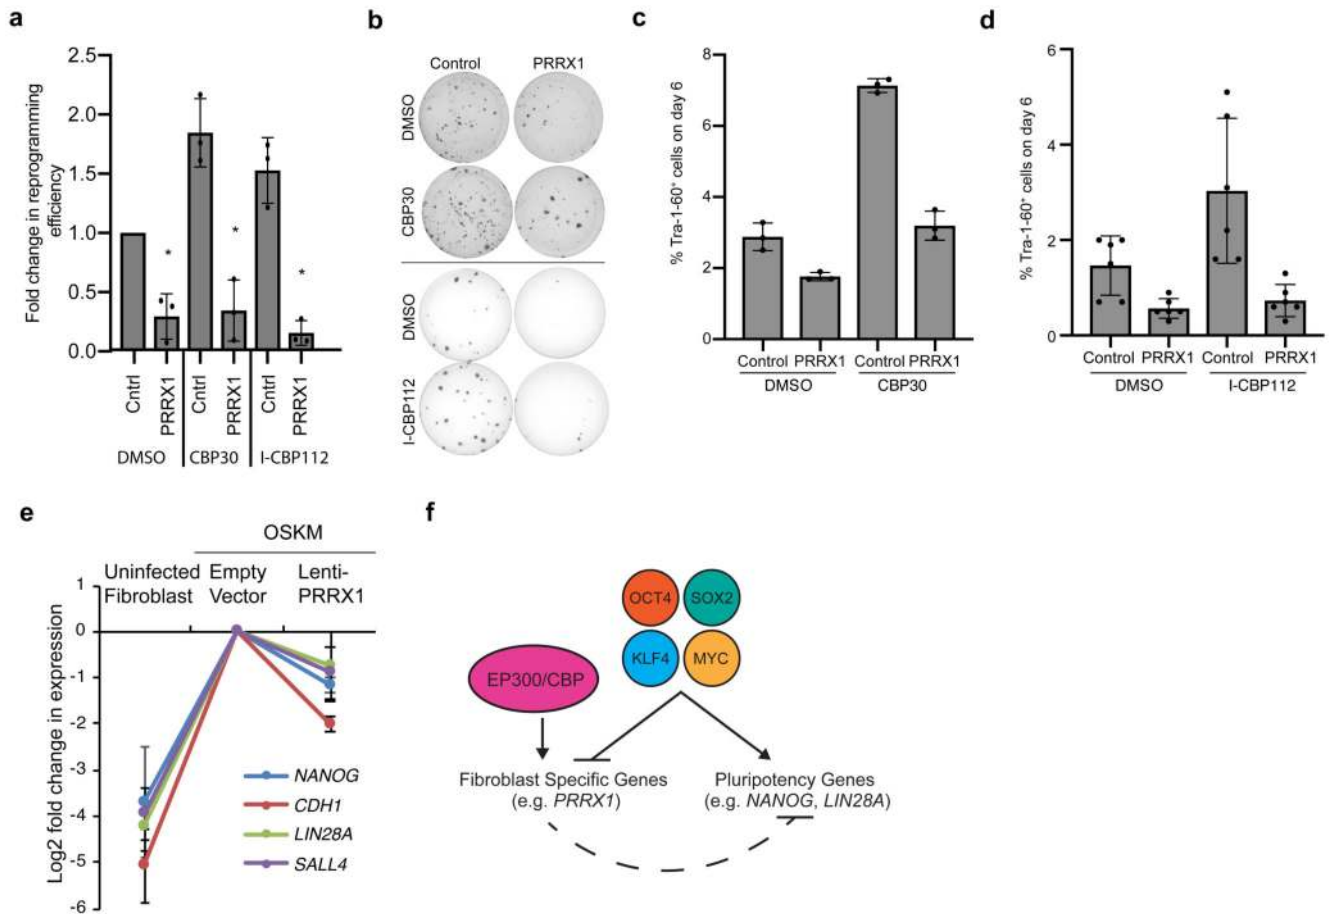 a
Fold change in reprogramming
efficiency
2.5
2.0
1.5
1.0
0.5
0.0
*
*
*
Cntrl
PRRX1
Cntrl
PRRX1
Cntrl
PRRX1
DMSO
CBP30
I-CBP112
b
Control
PRRX1
DMSO
CBP30
DMSO
I-CBP112
c
% Tra-1-60+ cells on day 6
8
6
4
2
0
Control PRRX1
Control PRRX1
DMSO
CBP30
d
% Tra-1-60+ cells on day 6
6
4
2
0
Control PRRX1
Control PRRX1
DMSO
I-CBP112
e
OSKM
Uninfected
Fibroblast
Empty
Vector
Lenti-
PRRX1
Log2 fold change in expression
1
0
-1
-2
-3
-4
-5
-6
NANOG
CDH1
LIN28A
SALL4
f
OCT4
SOX2
KLF4
MYC
EP300/CBP
Fibroblast Specific Genes
(e.g. PRRX1)
Pluripotency Genes
(e.g. NANOG, LIN28A)